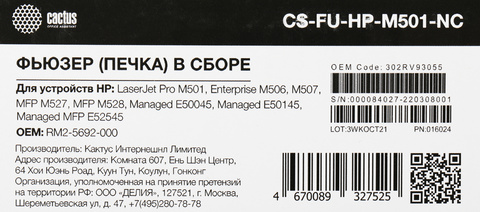 cactus
OFFICE ASSISTANT
CS-FU-HP-M501-NC
ФЬЮЗЕР (ПЕЧКА) В СБОРЕ
Для устройств HP: LaserJet Pro M501, Enterprise M506, M507,
MFP M527, MFP M528, Managed E50045, Managed E50145,
Managed MFP E52545
OEM: RM2-5692-000
OEM Code: 302RV93055
S/N:000084027-220308001
LOT:3WKOCT21 PN:016024
Производитель: Кактус Интернешнл Лимитед
Адрес производителя: Комната 607, Ень Шэн Центр,
64 Хои Юэнь Роад, Куун Тун, Коулун, Гонконг
Организация, уполномоченная на принятие претензий
на территории РФ: ООО «ДЕЛИЯ», 127521, г. Москва,
Шереметьевская ул., д. 47, +7(495)280-78-78
4 670089 327525